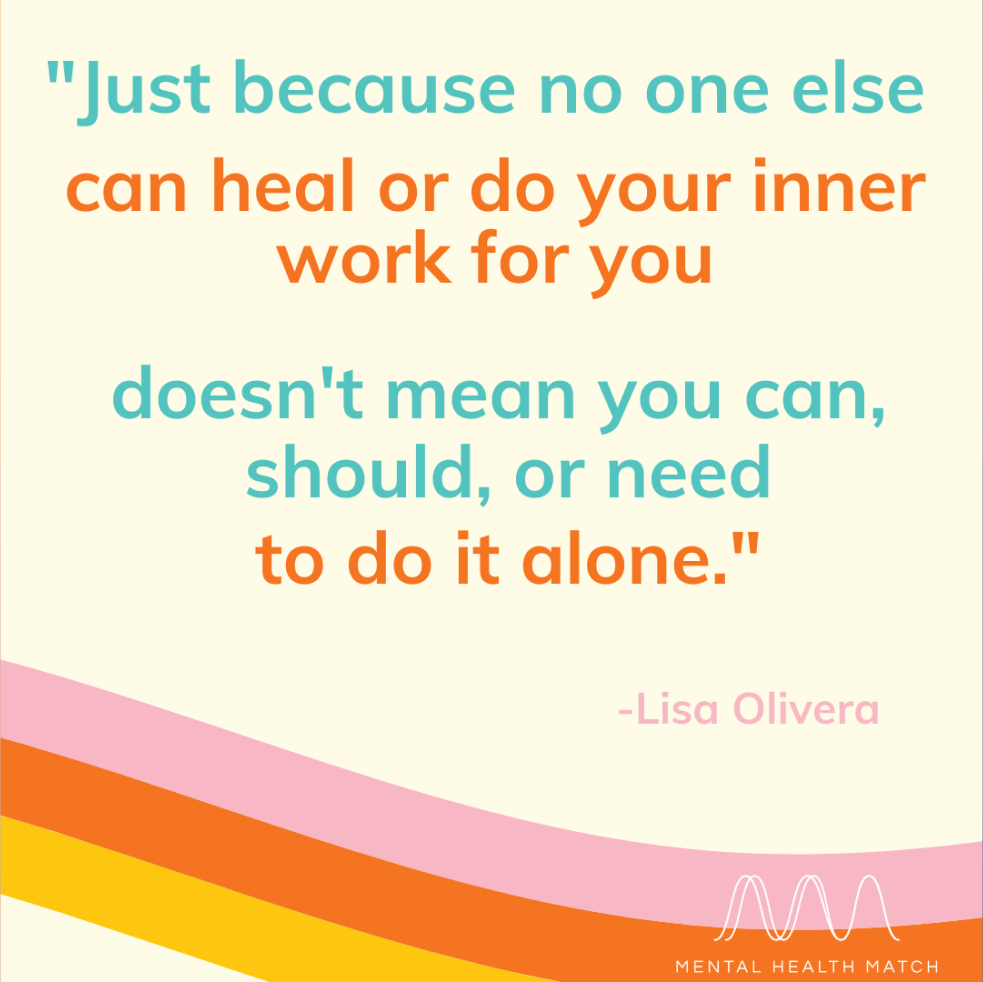 "Just because no one else
can heal or do your inner
work for you
doesn't mean you can,
should, or need
to do it alone."
-Lisa Olivera
MENTAL HEALTH MATCH